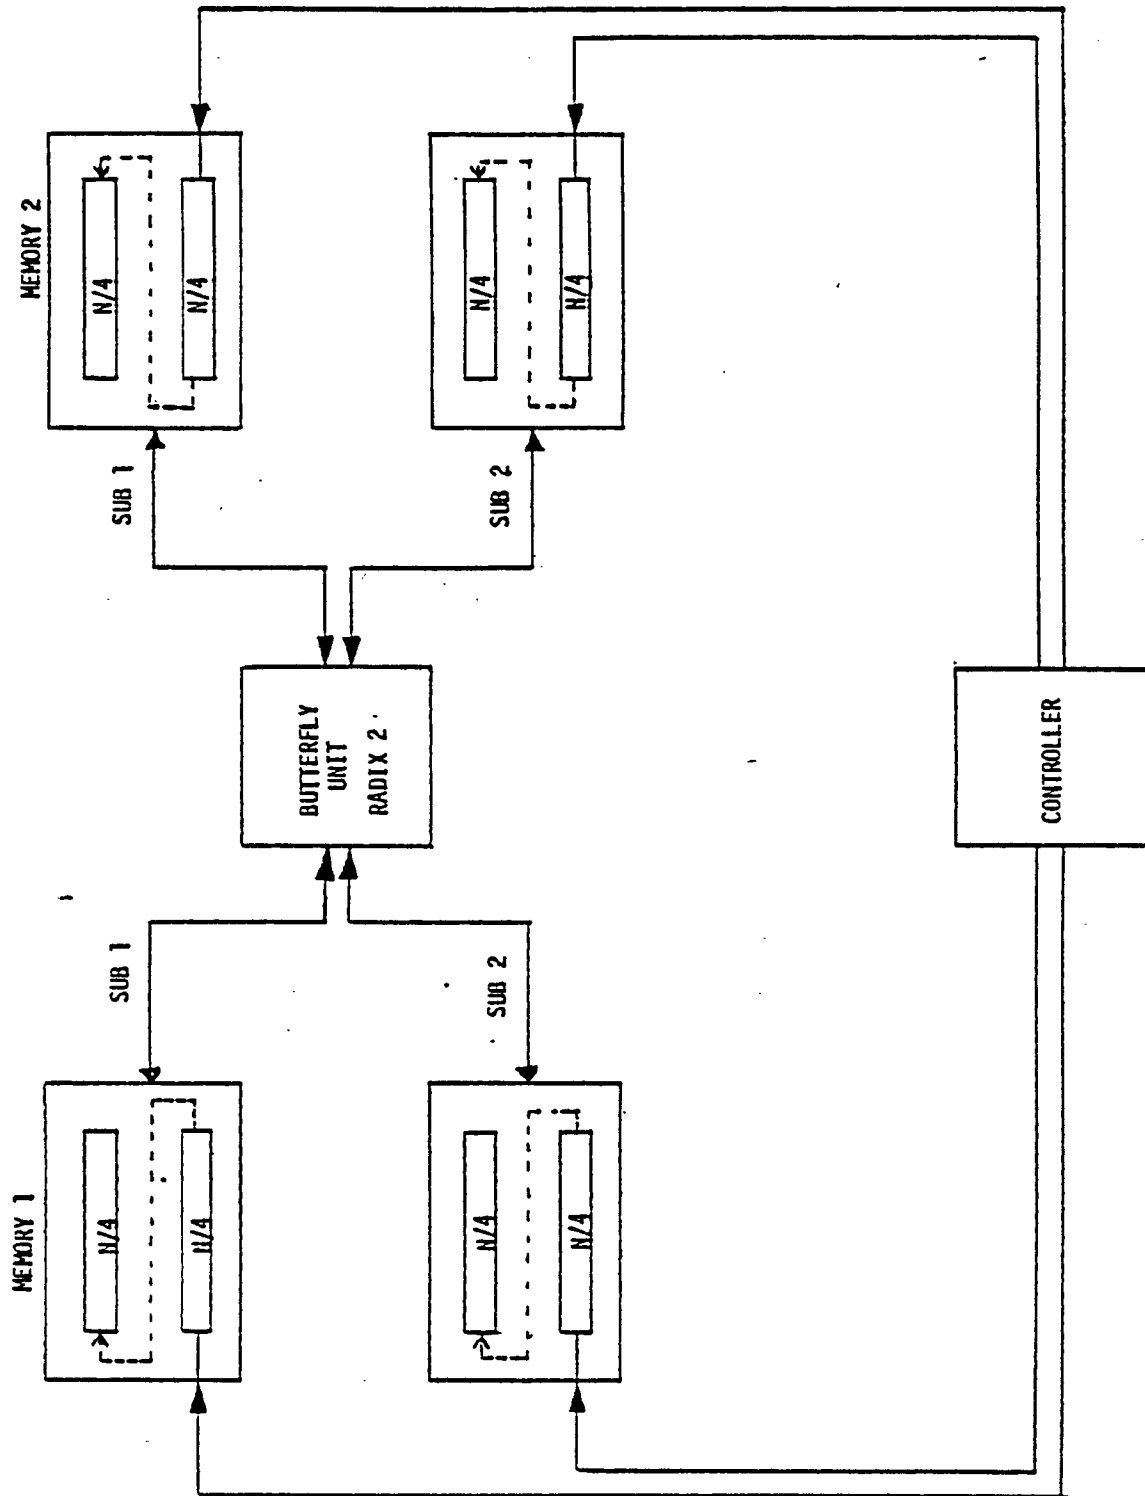 MEMORY 1
MEMORY 2
N/4
SUB 1
SUB 1
N/4
N/4
N/4
BUTTERFLY
UNIT
RADIX 2
N/4
SUB 2
SUB 2
N/4
N/4
N/4
CONTROLLER